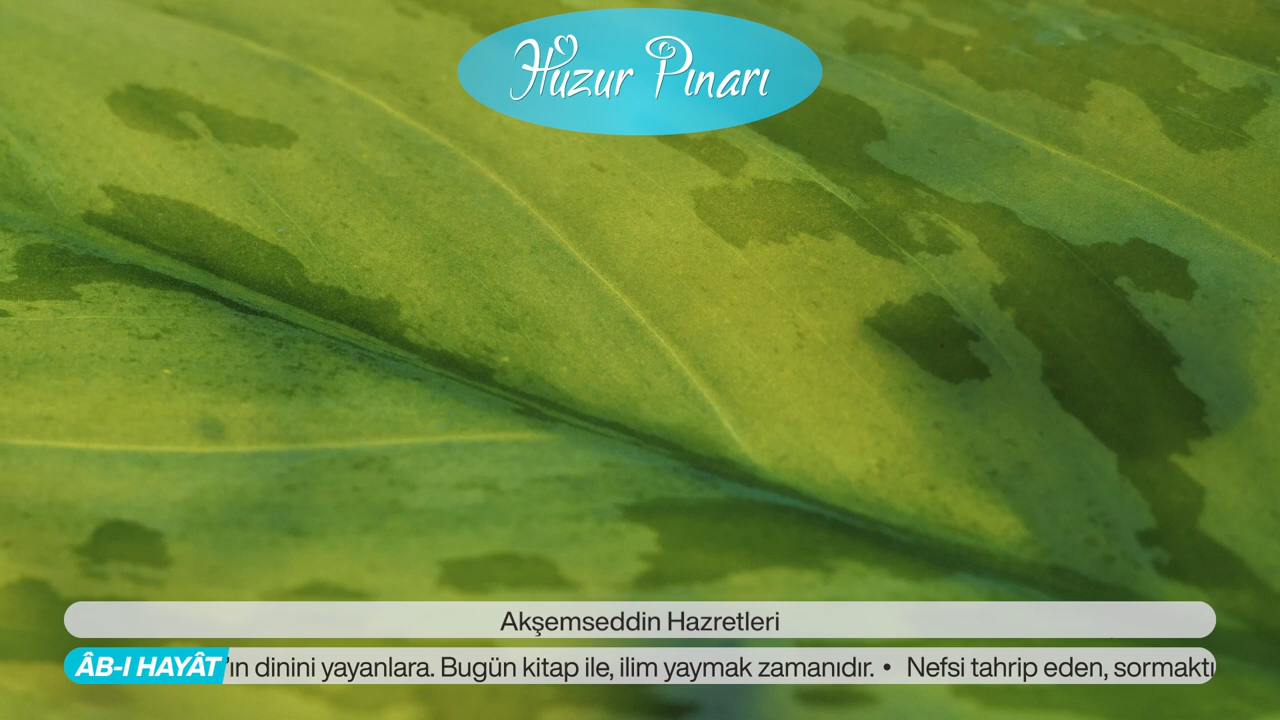 Huzur Pınarı
Akşemseddin Hazretleri
ÂB-I HAYÂT 'ın dinini yayanlara. Bugün kitap ile, ilim yaymak zamanıdır. • Nefsi tahrip eden, sormaktı